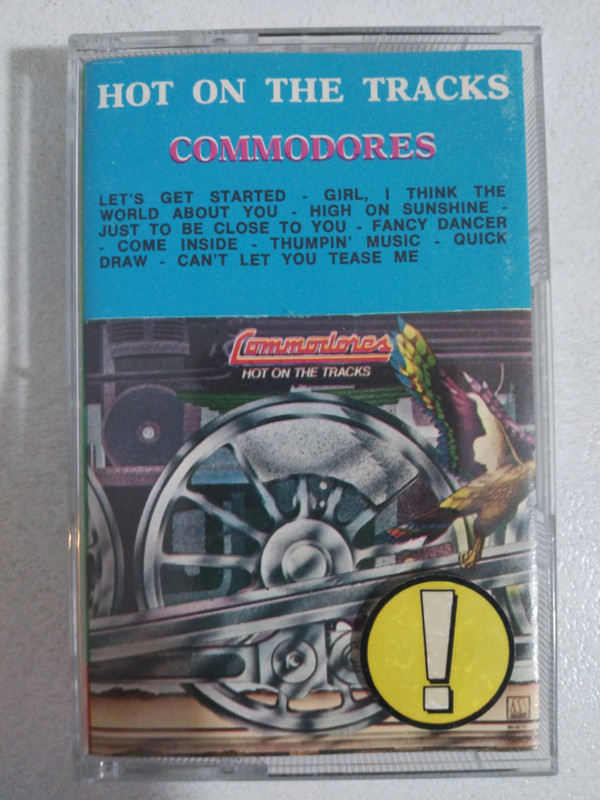 HOT ON THE TRACKS
COMMODORES
LET'S GET STARTED - GIRL, I THINK THE
WORLD ABOUT YOU - HIGH ON SUNSHINE -
JUST TO BE CLOSE TO YOU - FANCY DANCER
- COME INSIDE - THUMPIN' MUSIC - QUICK
DRAW - CAN'T LET YOU TEASE ME
Commodores
HOT ON THE TRACKS
!